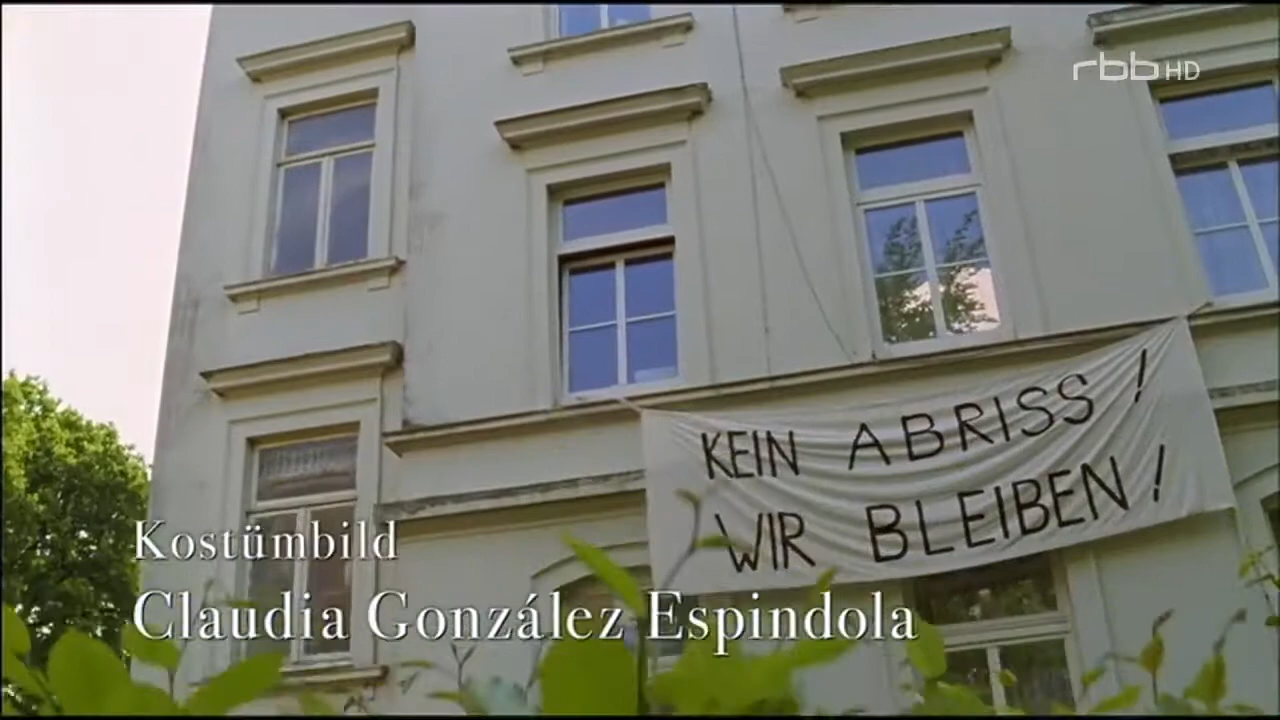 rbb HD
KEIN ABRISS!
WIR BLEIBEN!
Kostümbild
Claudia González Espindola